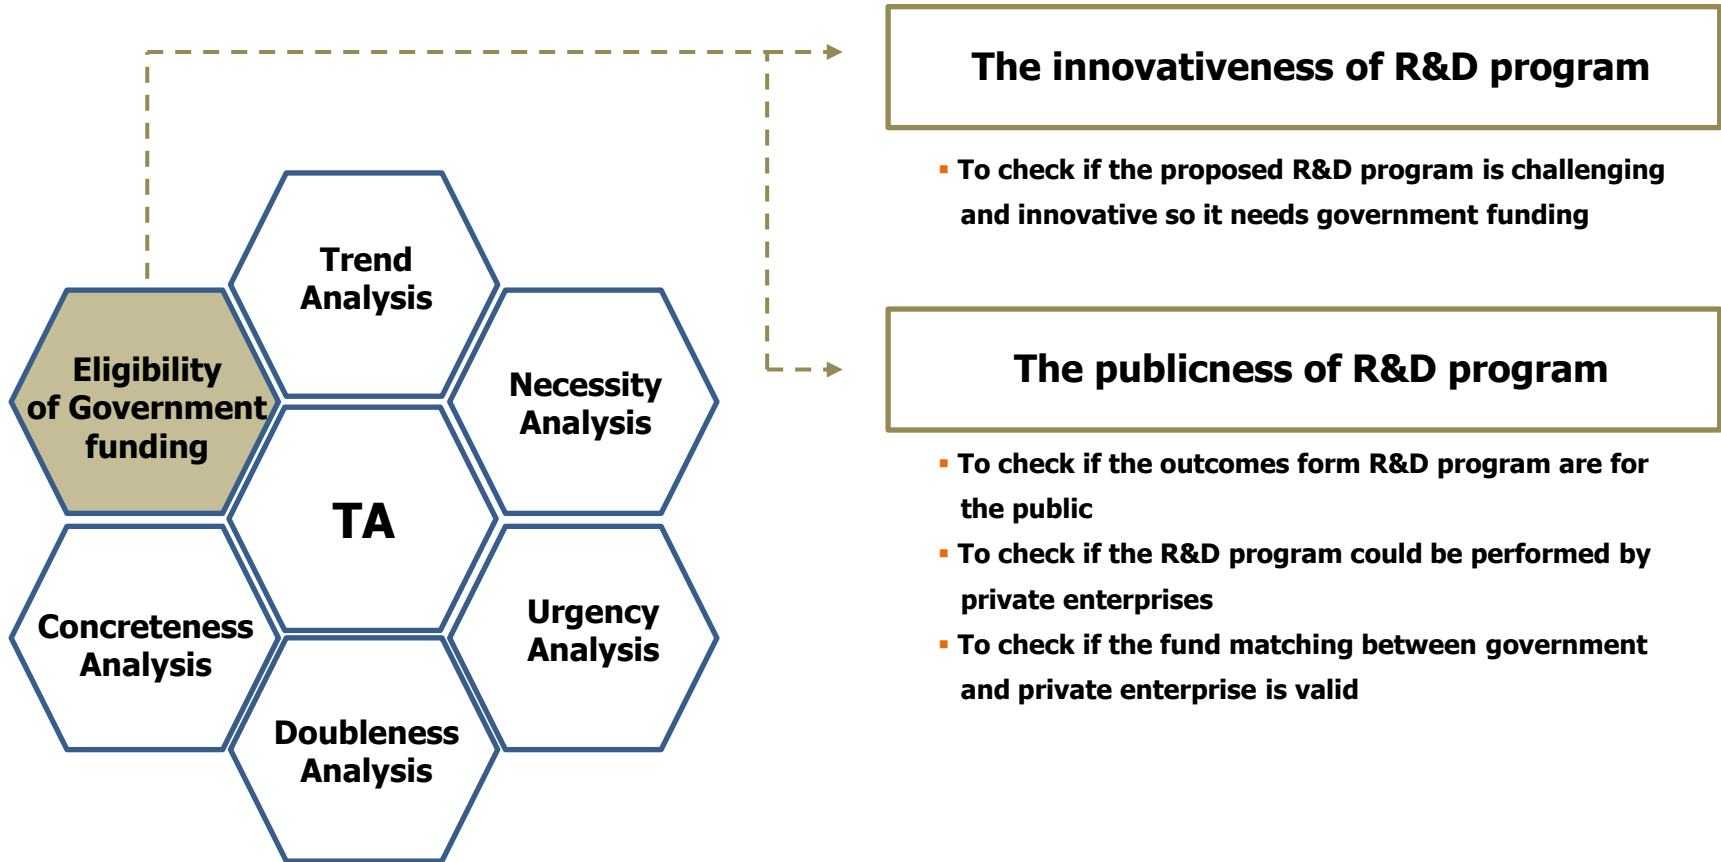 The innovativeness of R&D program
▪ To check if the proposed R&D program is challenging
and innovative so it needs government funding
Trend
Analysis
Eligibility
of Government
funding
Necessity
Analysis
TA
Concreteness
Analysis
Urgency
Analysis
Doubleness
Analysis
The publicness of R&D program
▪ To check if the outcomes form R&D program are for
the public
▪ To check if the R&D program could be performed by
private enterprises
▪ To check if the fund matching between government
and private enterprise is valid